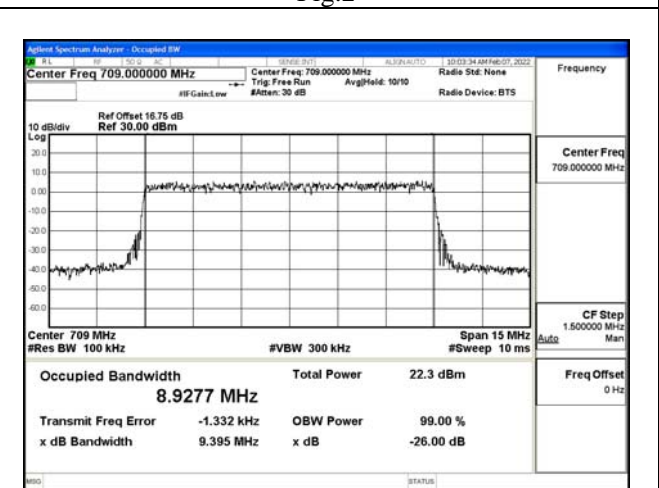 Agilent Spectrum Analyzer - Occupied BW
RL RF 50 Ω AC SENSE:INT ALIGN AUTO 10:03:34 AM Feb 07, 2022
Center Freq 709.000000 MHz Center Freq: 709.000000 MHz Radio Std: None Frequency
Trig: Free Run Avg|Hold: 10/10
#IFGain:Low #Atten: 30 dB Radio Device: BTS
Ref Offset 16.75 dB
10 dB/div Ref 30.00 dBm
Log
20.0
10.0
0.00
-10.0
-20.0
-30.0
-40.0
-50.0
-60.0
Center Freq
709.000000 MHz
Center 709 MHz Span 15 MHz
#Res BW 100 kHz #VBW 300 kHz #Sweep 10 ms
CF Step
1.500000 MHz
Auto Man
Occupied Bandwidth Total Power 22.3 dBm
8.9277 MHz
Transmit Freq Error -1.332 kHz OBW Power 99.00 %
x dB Bandwidth 9.395 MHz x dB -26.00 dB
Freq Offset
0 Hz
MSG STATUS